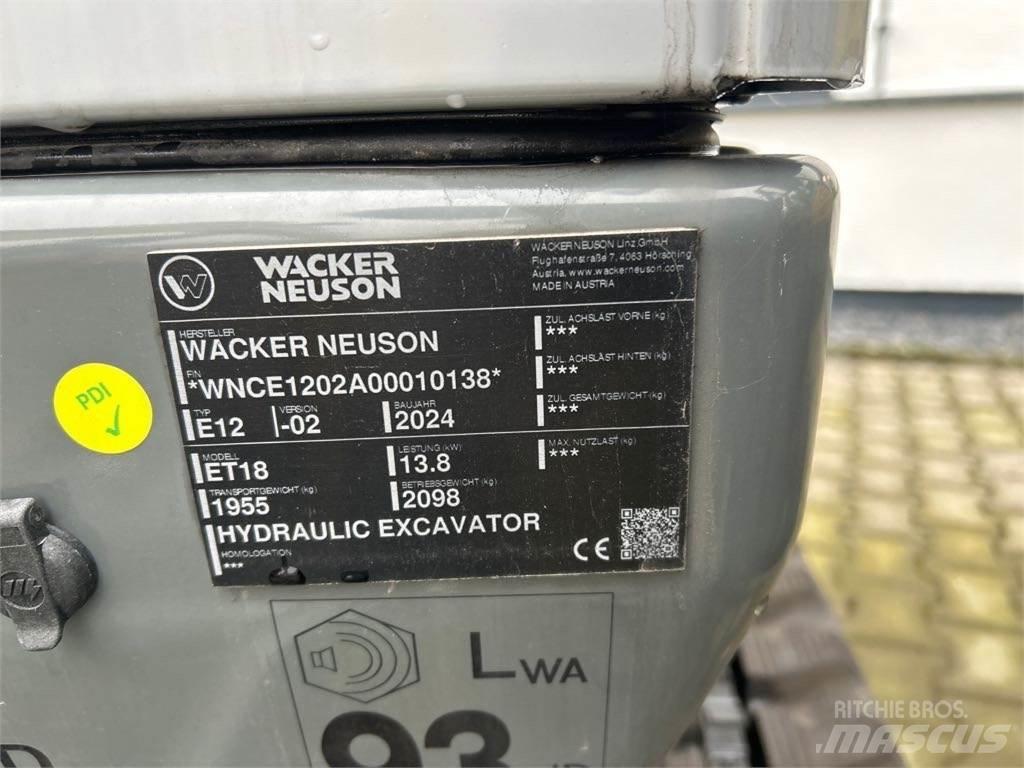 WACKER
NEUSON
WACKER NEUSON Linz GmbH
Flughafenstraße 7, 4063 Hörsching
Austria, www.wackerneuson.com
MADE IN AUSTRIA
HERSTELLER
WACKER NEUSON
FIN
*WNCE1202A00010138*
TYP
E12
VERSION
-02
BAUJAHR
2024
MODELL
ET18
LEISTUNG (kW)
13.8
TRANSPORTGEWICHT (kg)
1955
BETRIEBSGEWICHT (kg)
2098
HYDRAULIC EXCAVATOR
HOMOLOGATION
***
ZUL. ACHSLAST VORNE (kg)
***
ZUL. ACHSLAST HINTEN (kg)
***
ZUL. GESAMTGEWICHT (kg)
***
MAX. NUTZLAST (kg)
***
CE
PDI
LWA
93
RITCHIE BROS.
MASCUS